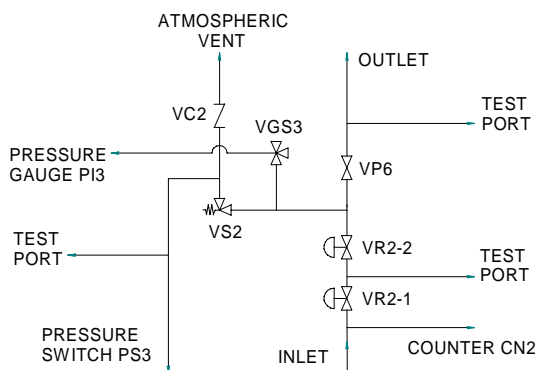 ATMOSPHERIC
VENT
OUTLET
VC2
TEST
PORT
VGS3
PRESSURE
GAUGE PI3
VP6
VS2
TEST
PORT
VR2-2
TEST
PORT
VR2-1
PRESSURE
SWITCH PS3
INLET
COUNTER CN2